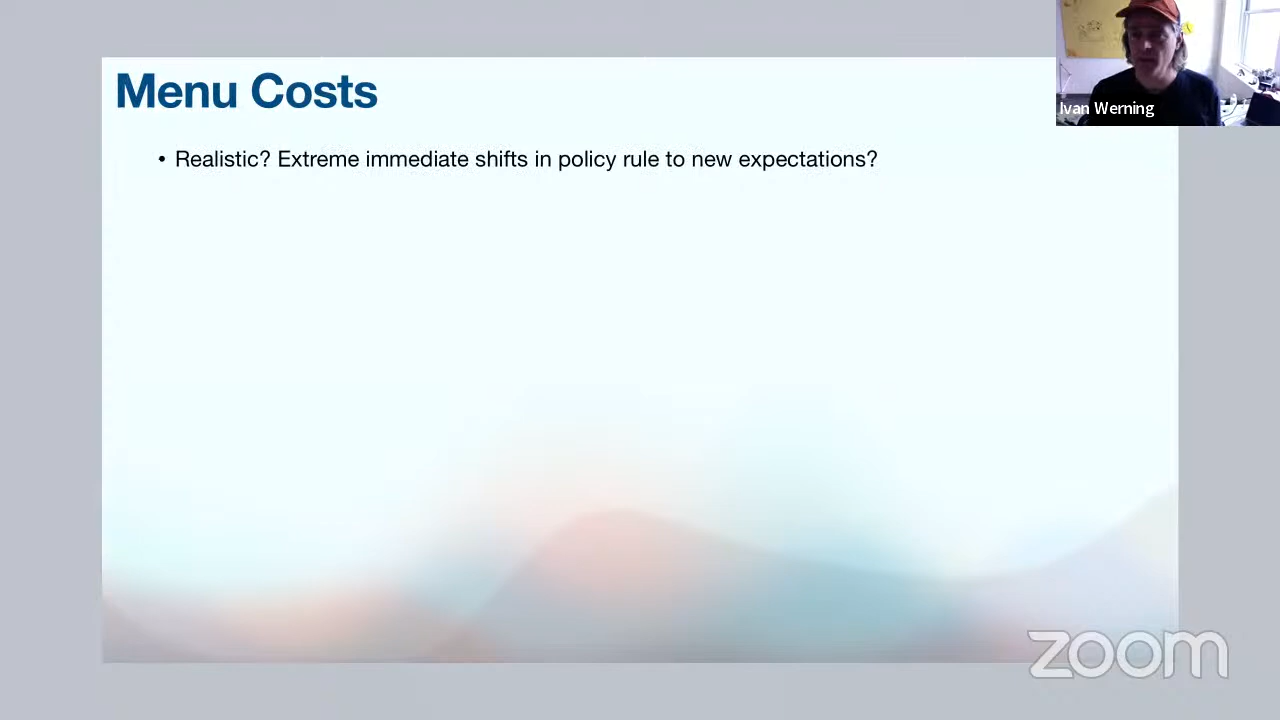 Menu Costs
• Realistic? Extreme immediate shifts in policy rule to new expectations?
Ivan Werning
zoom